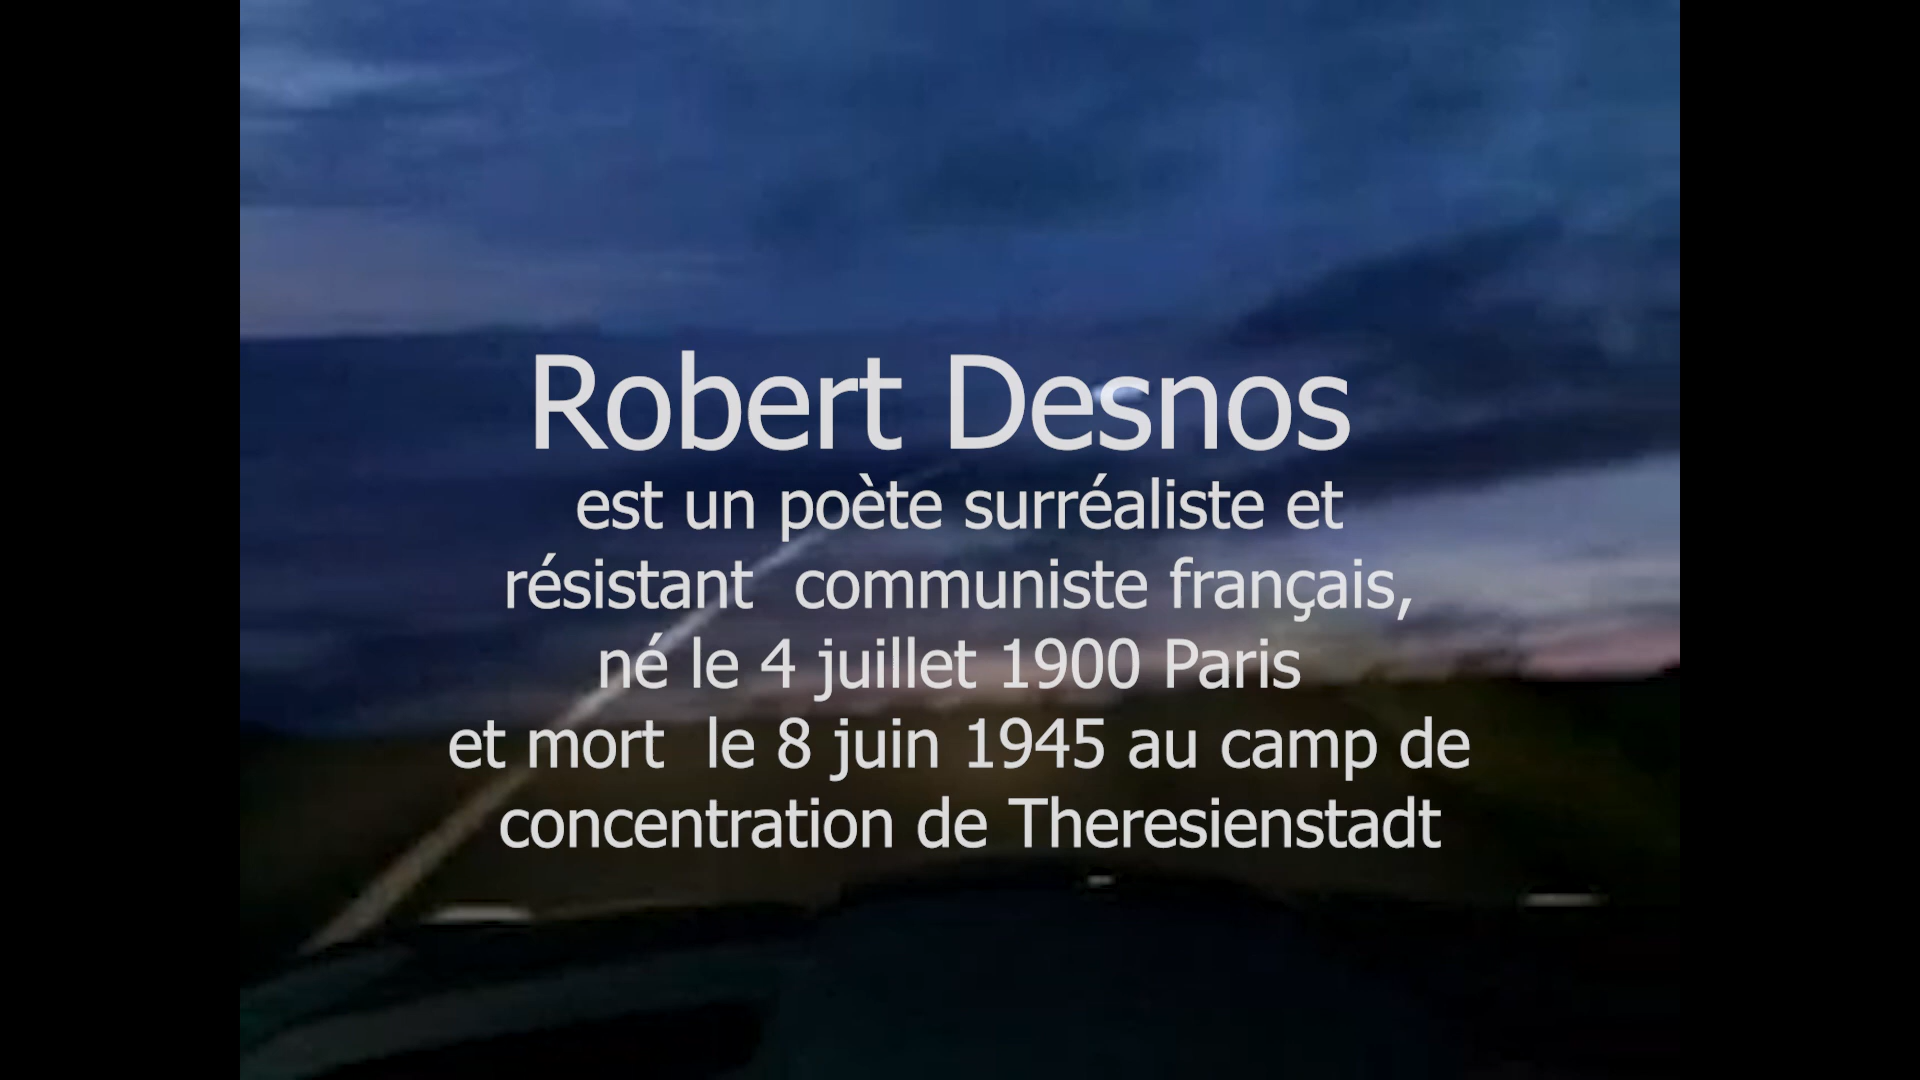 Robert Desnos
est un poète surréaliste et
résistant communiste français,
né le 4 juillet 1900 Paris
et mort le 8 juin 1945 au camp de
concentration de Theresienstadt